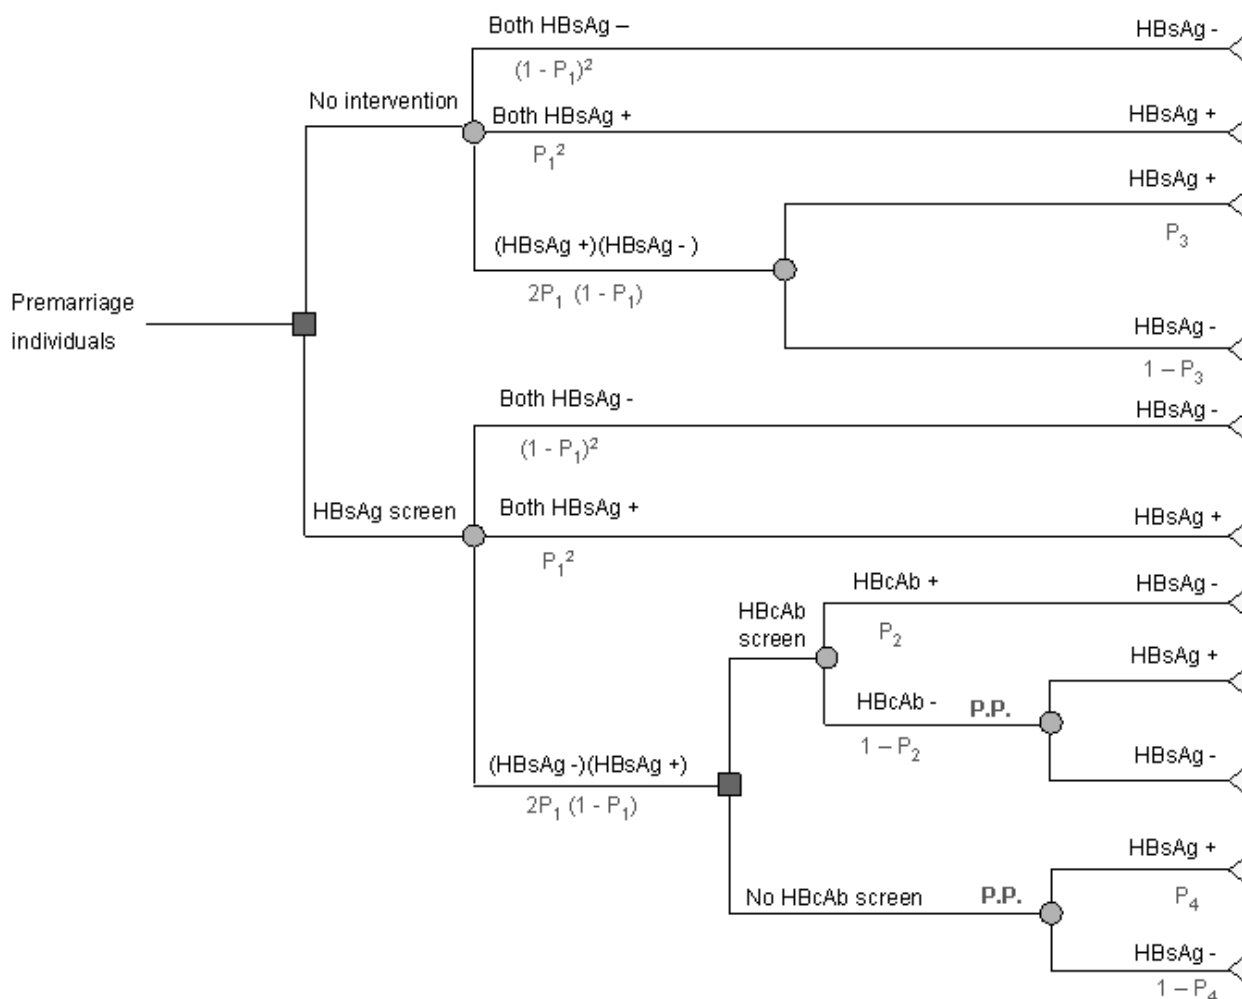 Both HBsAg –
HBsAg -
(1 - P₁)²
No intervention
Both HBsAg +
HBsAg +
P₁²
HBsAg +
P₃
(HBsAg +)(HBsAg - )
2P₁ (1 - P₁)
Premarriage
individuals
HBsAg -
1 – P₃
Both HBsAg -
HBsAg -
(1 - P₁)²
HBsAg screen
Both HBsAg +
HBsAg +
P₁²
HBcAb +
HBsAg -
HBcAb
screen
P₂
HBsAg +
HBcAb -
P.P.
1 – P₂
HBsAg -
(HBsAg -)(HBsAg +)
2P₁ (1 - P₁)
HBsAg +
No HBcAb screen
P.P.
P₄
HBsAg -
1 – P₄